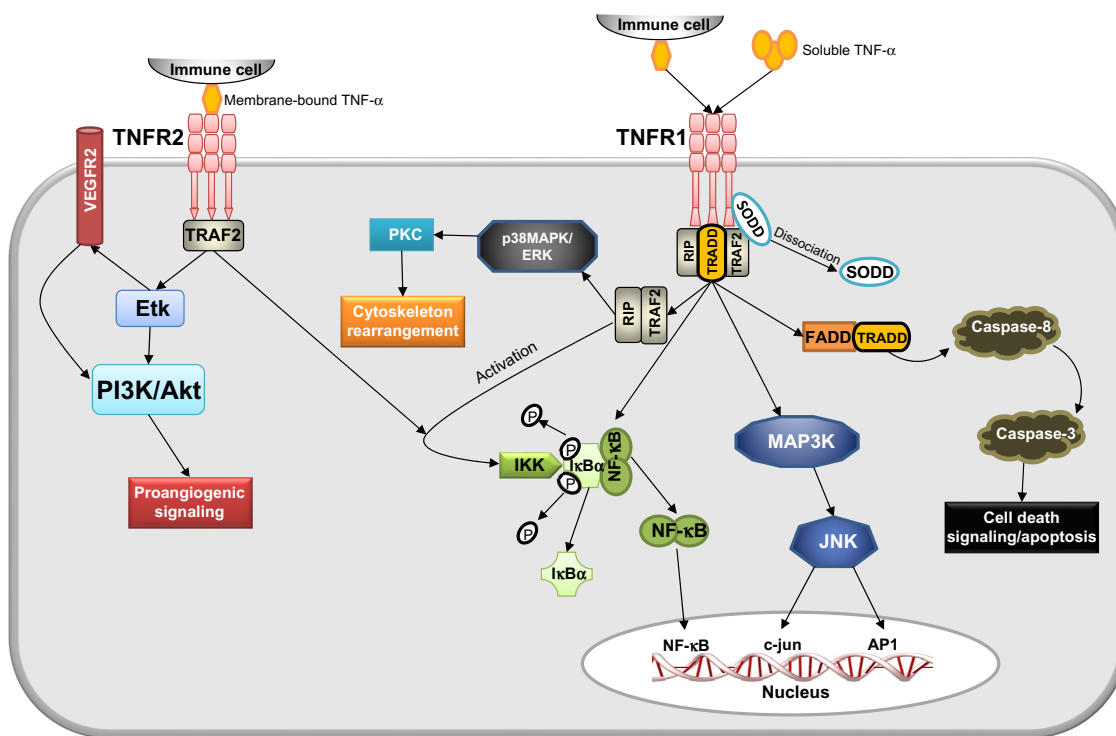 Immune cell
Soluble TNF-α
Immune cell
Membrane-bound TNF-α
TNFR2
TNFR1
VEGFR2
TRAF2
PKC
p38MAPK/
ERK
RIP
TRADD
TRAF2
SODD
Dissociation
SODD
Etk
Cytoskeleton
rearrangement
RIP
TRAF2
FADD
TRADD
Caspase-8
Activation
PI3K/Akt
P
MAP3K
Caspase-3
P
IKK
IκBα
NF-κB
P
Proangiogenic
signaling
P
NF-κB
JNK
Cell death
signaling/apoptosis
IκBα
NF-κB
c-jun
AP1
Nucleus